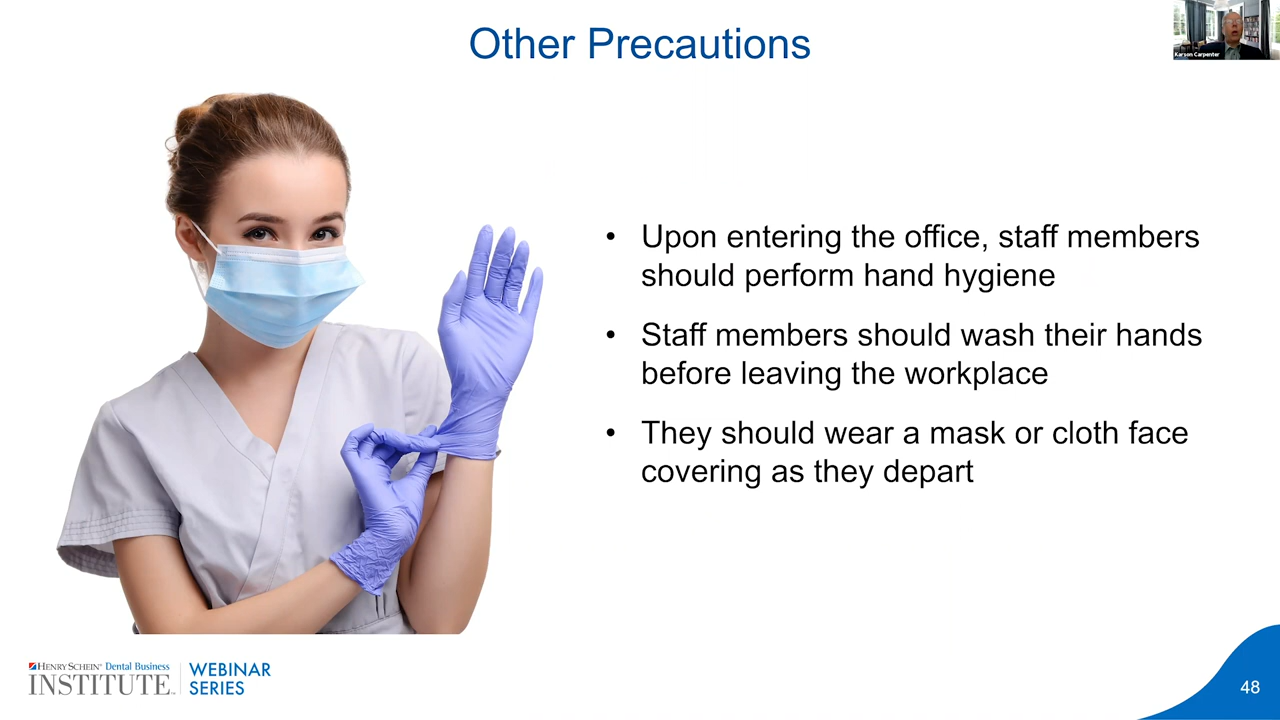 Other Precautions
Karson Carpenter
• Upon entering the office, staff members
should perform hand hygiene
• Staff members should wash their hands
before leaving the workplace
• They should wear a mask or cloth face
covering as they depart
HENRY SCHEIN® Dental Business
INSTITUTE™
WEBINAR
SERIES
48